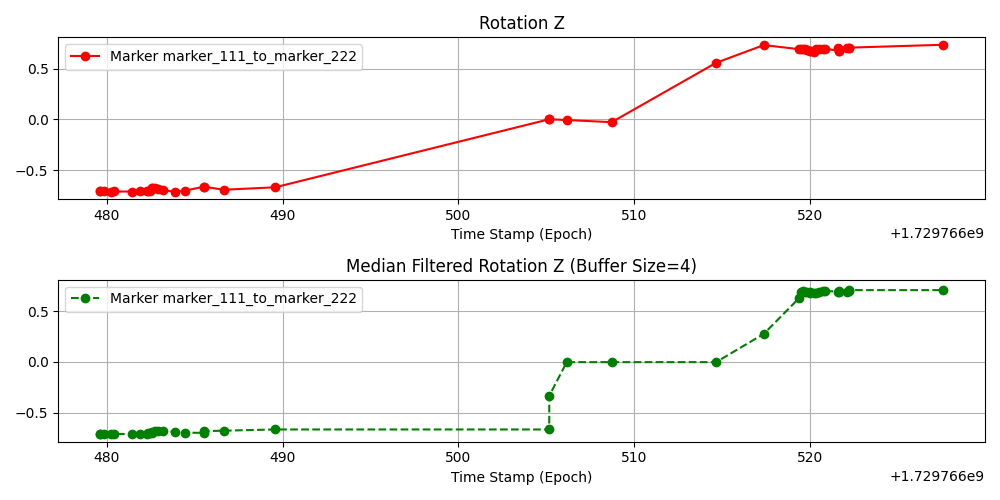 Rotation Z
Marker marker_111_to_marker_222
0.5
0.0
−0.5
480 490 500 510 520
Time Stamp (Epoch)
+1.729766e9
Median Filtered Rotation Z (Buffer Size=4)
Marker marker_111_to_marker_222
0.5
0.0
−0.5
480 490 500 510 520
Time Stamp (Epoch)
+1.729766e9